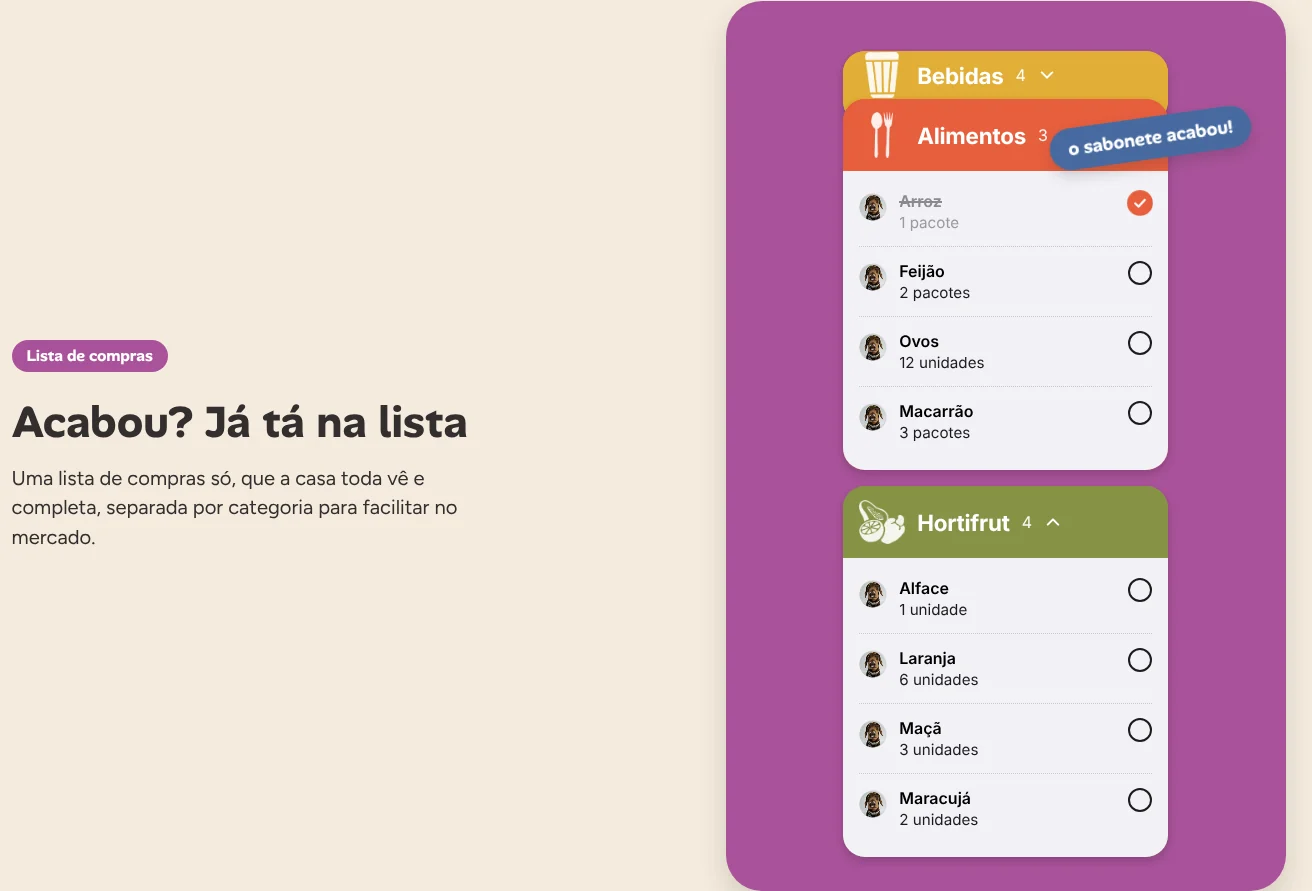 Lista de compras
Acabou? Já tá na lista
Uma lista de compras só, que a casa toda vê e
completa, separada por categoria para facilitar no
mercado.
Bebidas 4
Alimentos 3
o sabonete acabou!
Arroz
1 pacote
Feijão
2 pacotes
Ovos
12 unidades
Macarrão
3 pacotes
Hortifrut 4
Alface
1 unidade
Laranja
6 unidades
Maçã
3 unidades
Maracujá
2 unidades